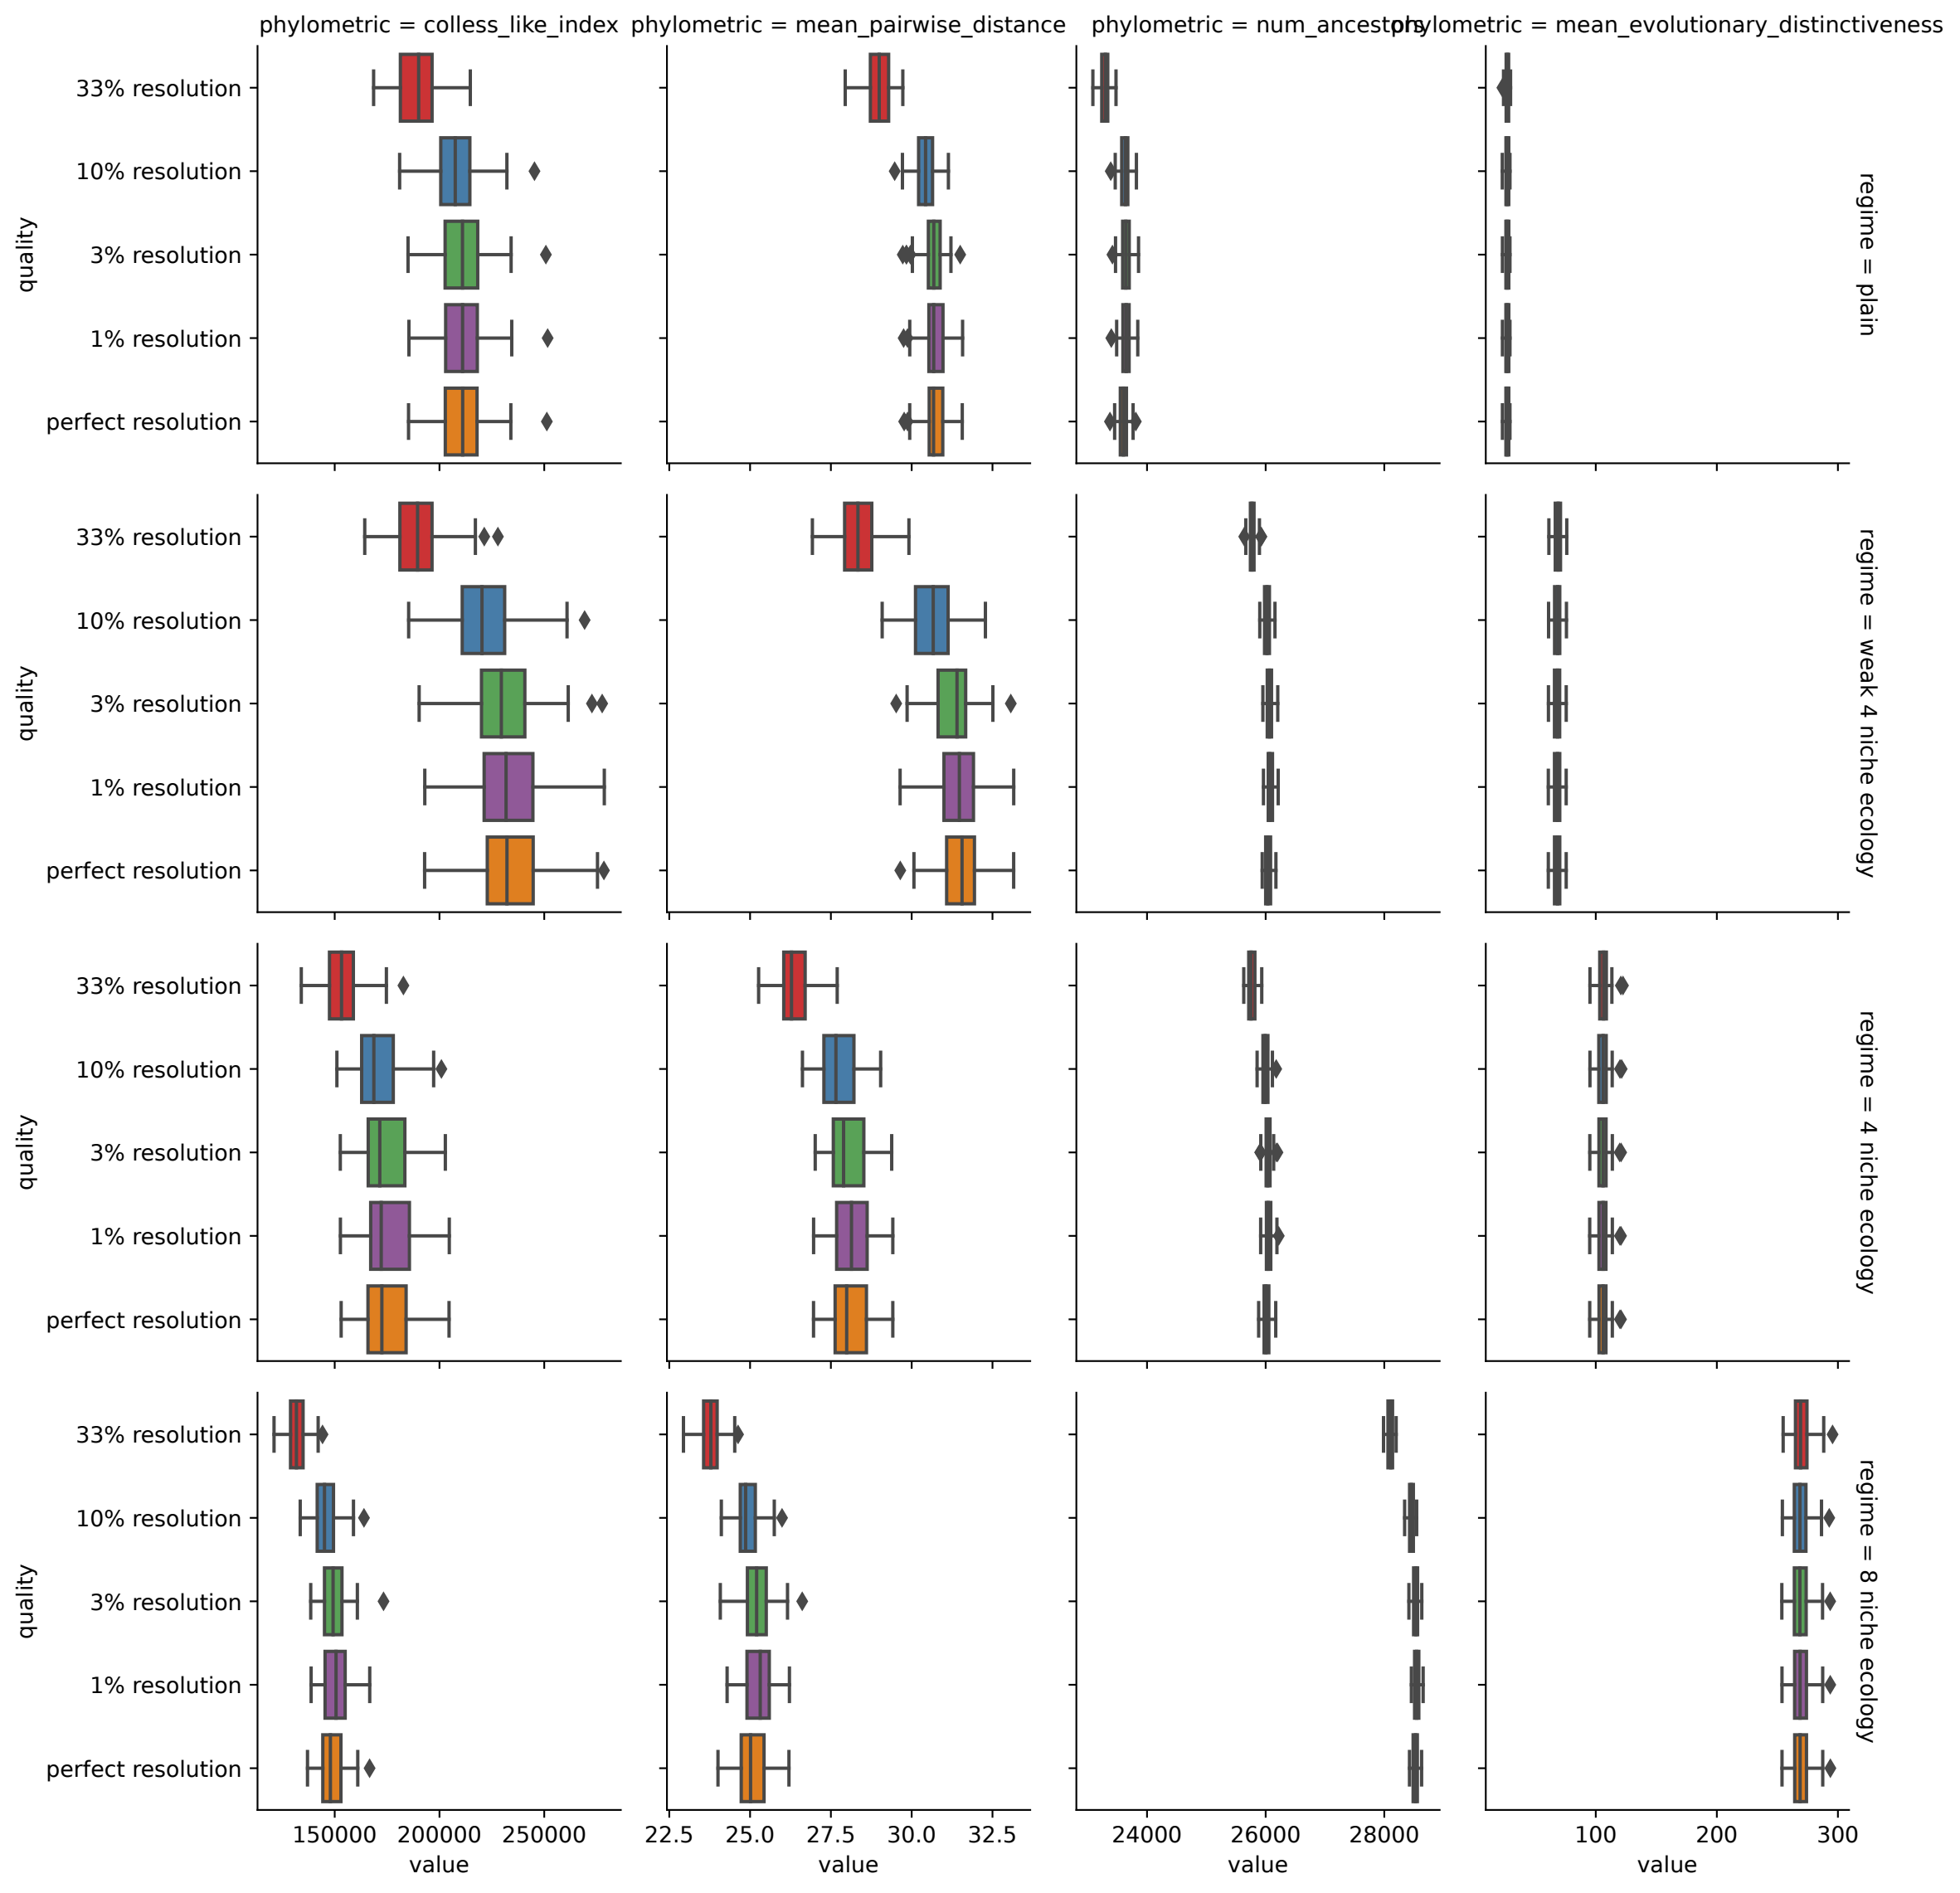 phylometric = colless_like_index
phylometric = mean_pairwise_distance
phylometric = num_ancestors
phylometric = mean_evolutionary_distinctiveness
quality
33% resolution
10% resolution
3% resolution
1% resolution
perfect resolution
regime = plain
quality
33% resolution
10% resolution
3% resolution
1% resolution
perfect resolution
regime = weak 4 niche ecology
quality
33% resolution
10% resolution
3% resolution
1% resolution
perfect resolution
regime = 4 niche ecology
quality
33% resolution
10% resolution
3% resolution
1% resolution
perfect resolution
regime = 8 niche ecology
150000 200000 250000
value
22.5 25.0 27.5 30.0 32.5
value
24000 26000 28000
value
100 200 300
value